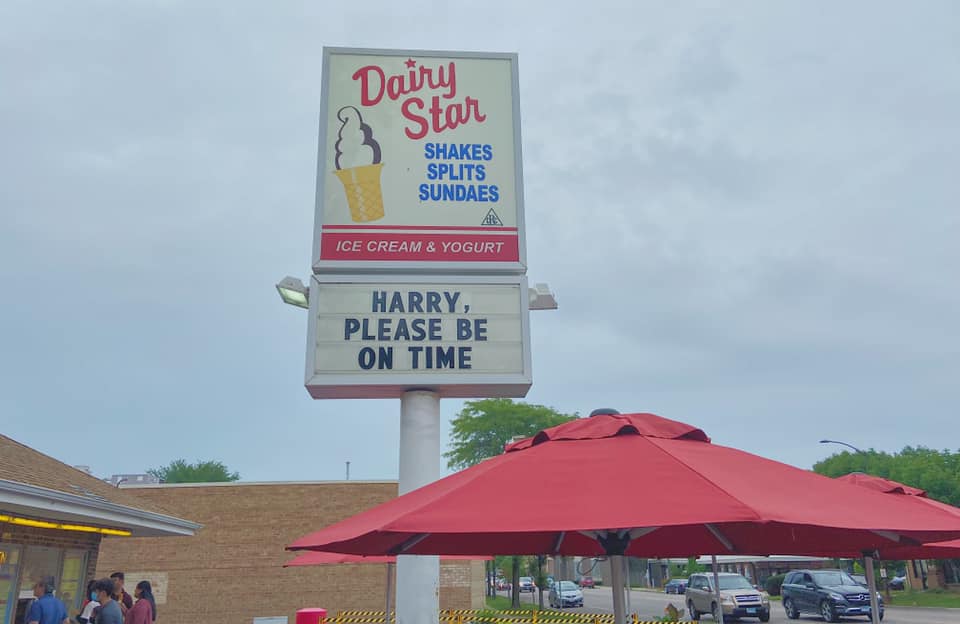 Dairy
Star
SHAKES
SPLITS
SUNDAES
ICE CREAM & YOGURT
HARRY,
PLEASE BE
ON TIME